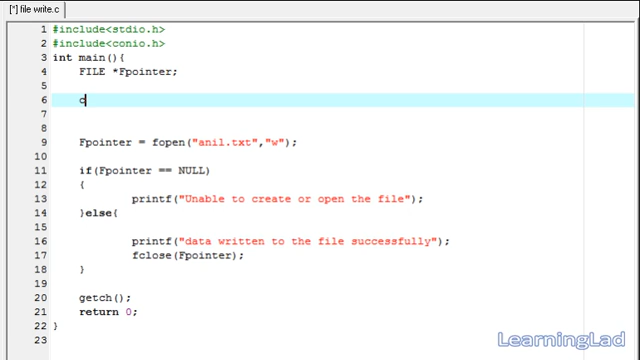 [*] file write.c
1 #include<stdio.h>
2 #include<conio.h>
3 int main(){
4 FILE *Fpointer;
5
6 c
7
8
9 Fpointer = fopen("anil.txt","w");
10
11 if(Fpointer == NULL)
12 {
13 printf("Unable to create or open the file");
14 }else{
15
16 printf("data written to the file successfully");
17 fclose(Fpointer);
18 }
19
20 getch();
21 return 0;
22 }
23
LearningLad